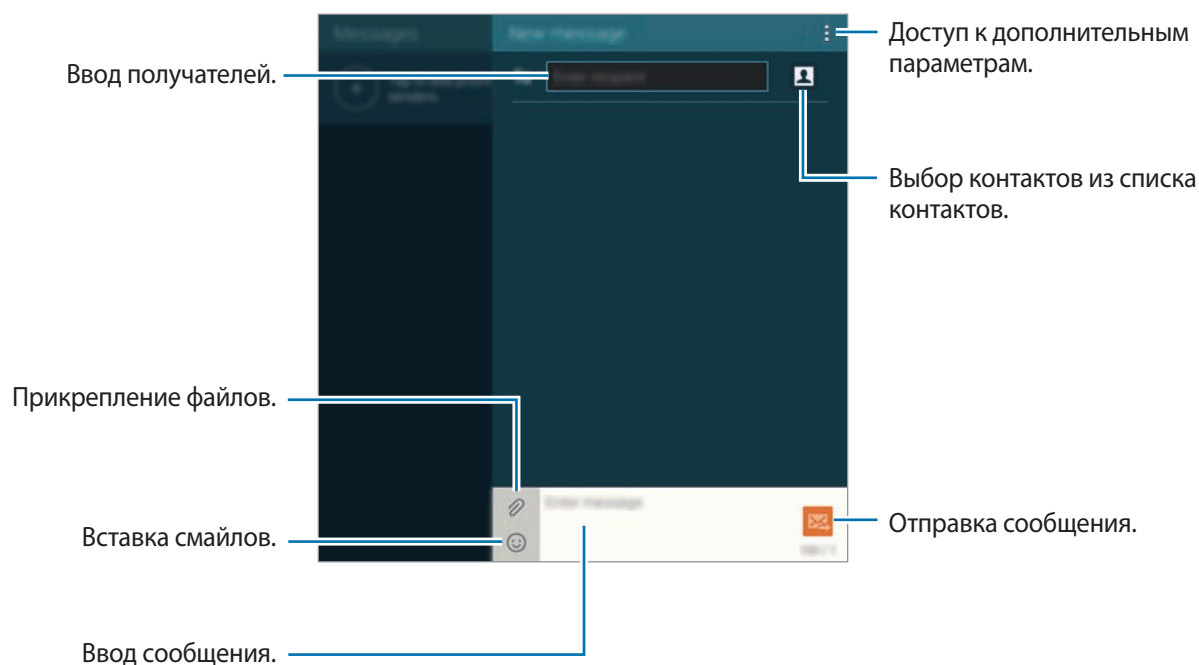 Messages
New message
Доступ к дополнительным
параметрам.
Ввод получателей.
Enter recipient
Выбор контактов из списка
контактов.
Прикрепление файлов.
Enter message
Вставка смайлов.
Отправка сообщения.
Ввод сообщения.